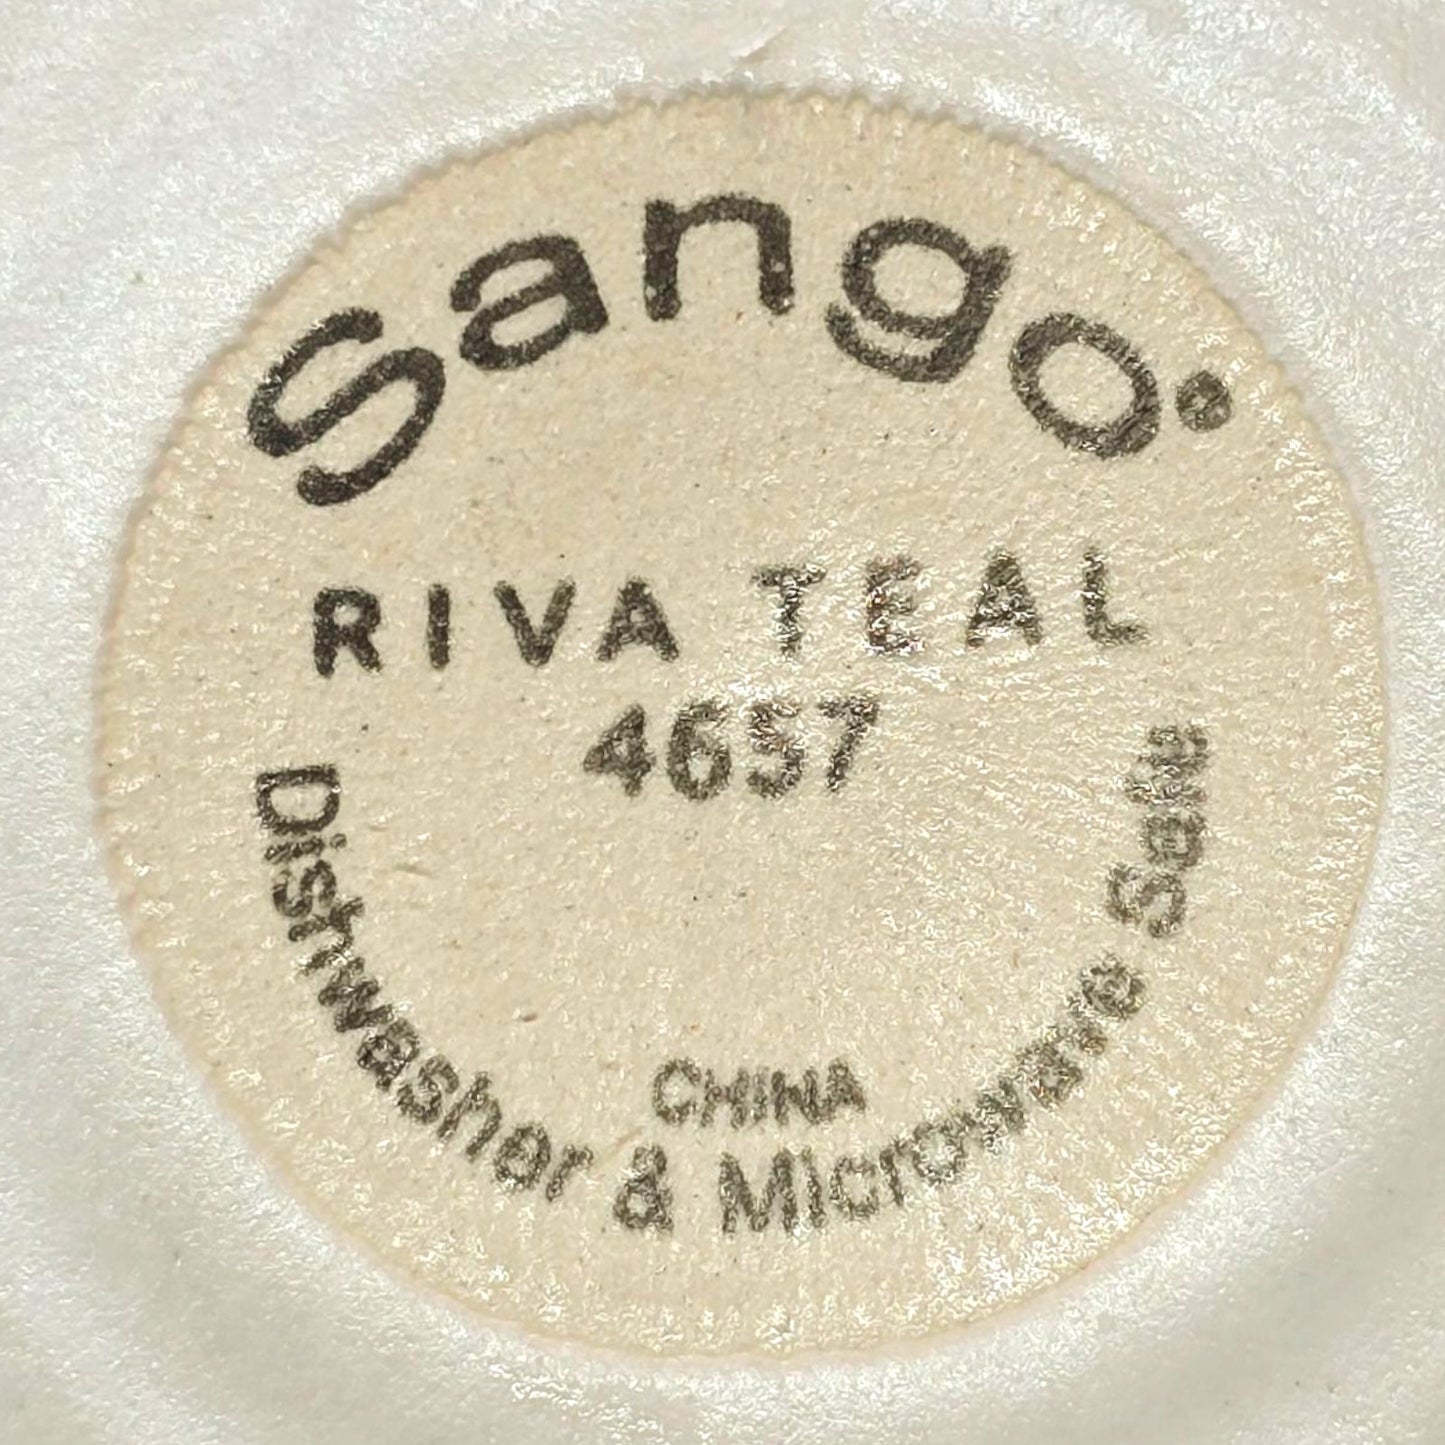 Sango®
RIVA TEAL
4657
CHINA
Dishwasher & Microwave Safe